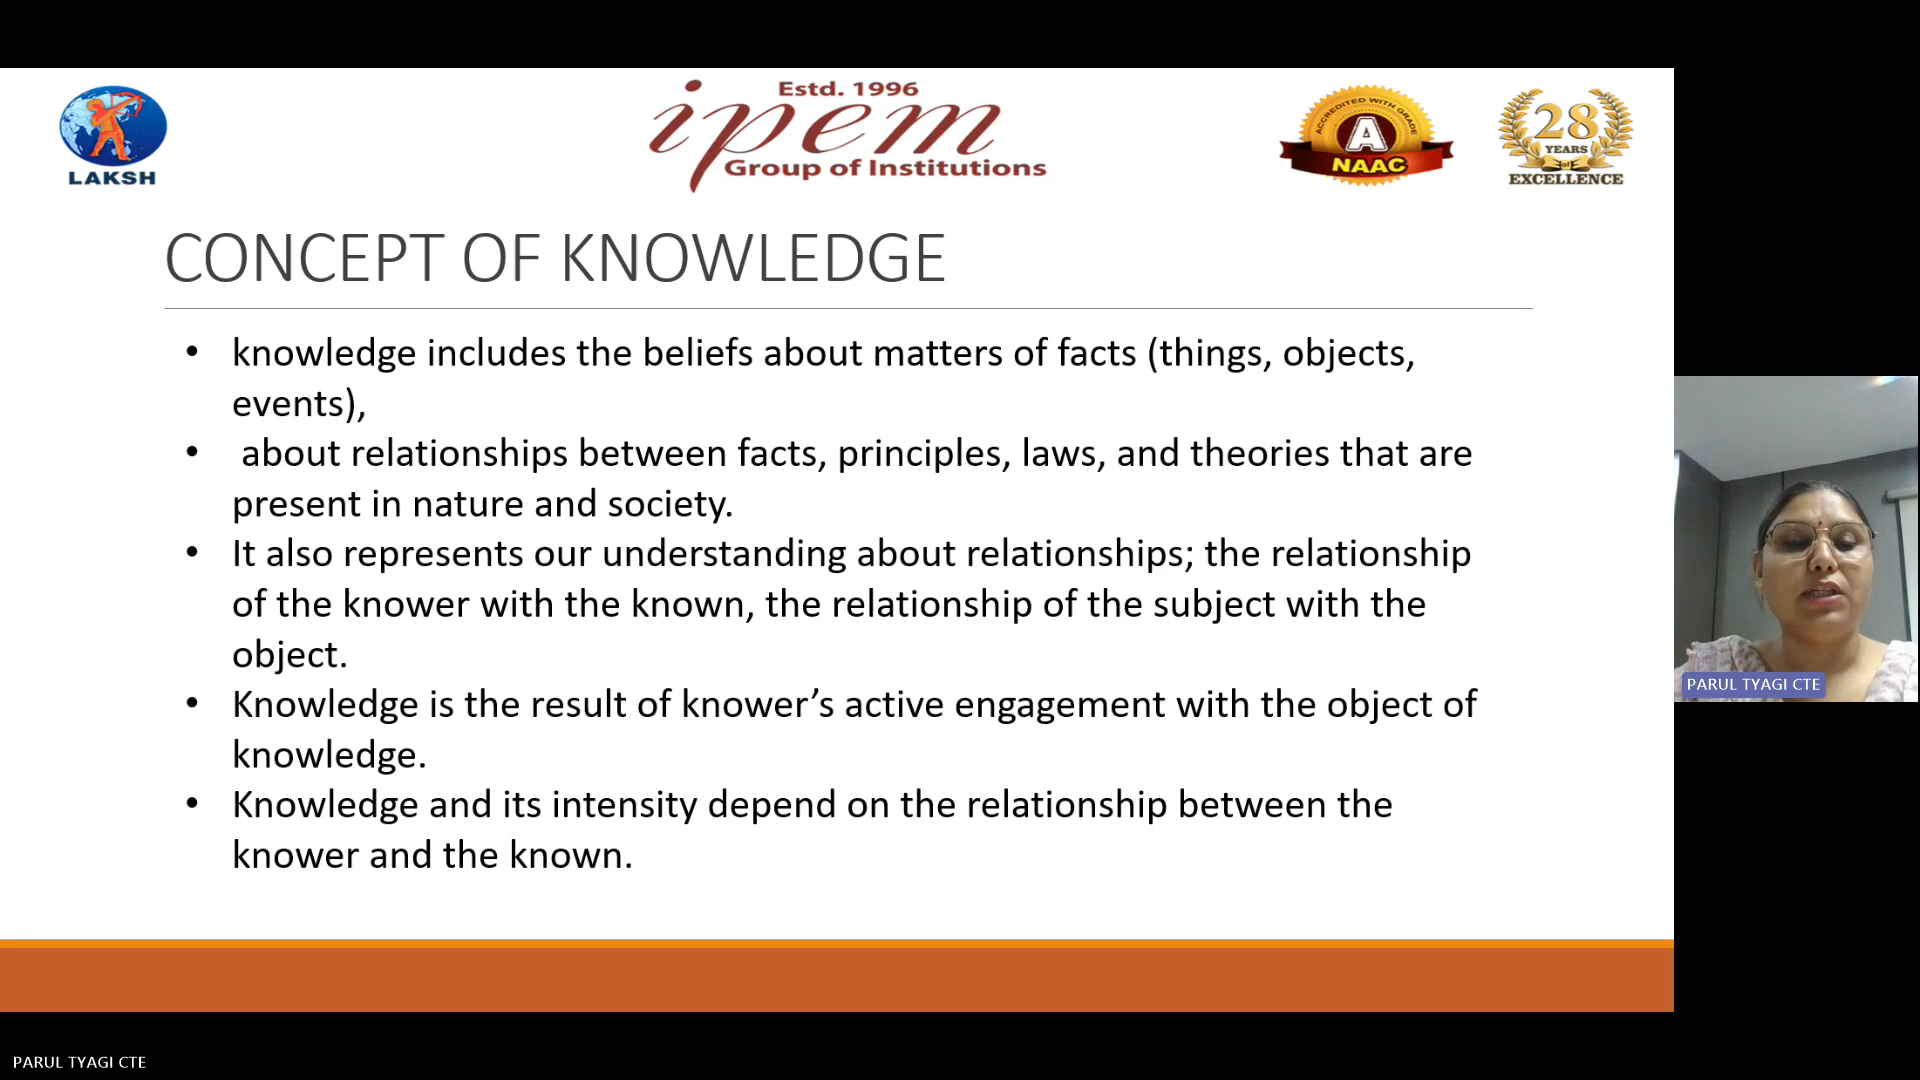 LAKSH
Estd. 1996
ipem
Group of Institutions
ACCREDITED WITH GRADE
A
NAAC
28
YEARS
of
EXCELLENCE
CONCEPT OF KNOWLEDGE
• knowledge includes the beliefs about matters of facts (things, objects,
events),
• about relationships between facts, principles, laws, and theories that are
present in nature and society.
• It also represents our understanding about relationships; the relationship
of the knower with the known, the relationship of the subject with the
object.
• Knowledge is the result of knower’s active engagement with the object of
knowledge.
• Knowledge and its intensity depend on the relationship between the
knower and the known.
PARUL TYAGI CTE
PARUL TYAGI CTE